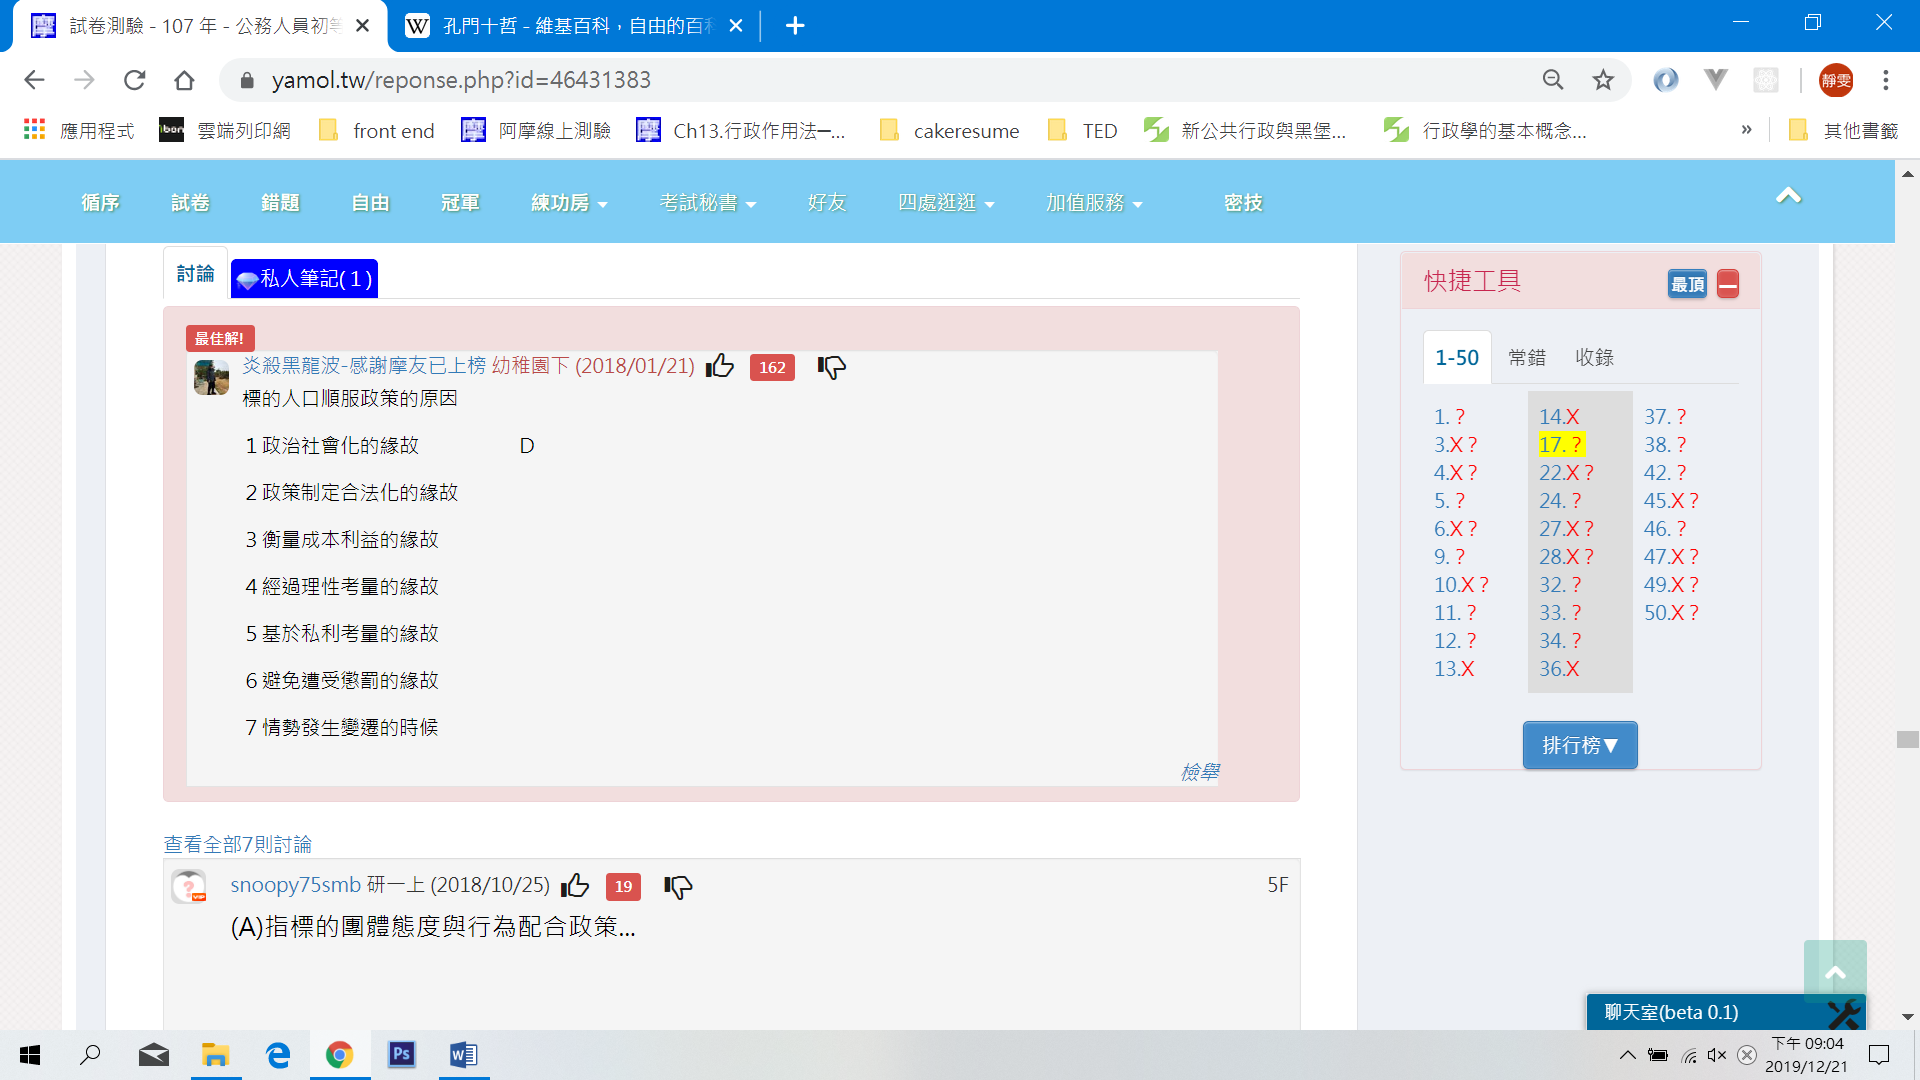 試卷測驗 - 107 年 - 公務人員初等
孔門十哲 - 維基百科，自由的百科
yamol.tw/reponse.php?id=46431383
靜雯
應用程式
ibon
雲端列印網
front end
阿摩線上測驗
Ch13.行政作用法─...
cakeresume
TED
新公共行政與黑堡...
行政學的基本概念...
»
其他書籤
循序
試卷
錯題
自由
冠軍
練功房
考試秘書
好友
四處逛逛
加值服務
密技
討論
私人筆記( 1 )
最佳解!
炎殺黑龍波-感謝摩友已上榜 幼稚園下 (2018/01/21) 162
標的人口順服政策的原因
1 政治社會化的緣故 D
2 政策制定合法化的緣故
3 衡量成本利益的緣故
4 經過理性考量的緣故
5 基於私利考量的緣故
6 避免遭受懲罰的緣故
7 情勢發生變遷的時候
檢舉
查看全部7則討論
snoopy75smb 研一上 (2018/10/25) 19 5F
(A)指標的團體態度與行為配合政策...
快捷工具
最頂
1-50
常錯
收錄
1. ?
3.X ?
4.X ?
5. ?
6.X ?
9. ?
10.X ?
11. ?
12. ?
13.X
14.X
17. ?
22.X ?
24. ?
27.X ?
28.X ?
32. ?
33. ?
34. ?
36.X
37. ?
38. ?
42. ?
45.X ?
46. ?
47.X ?
49.X ?
50.X ?
排行榜▼
聊天室(beta 0.1)
Ps
下午 09:04
2019/12/21